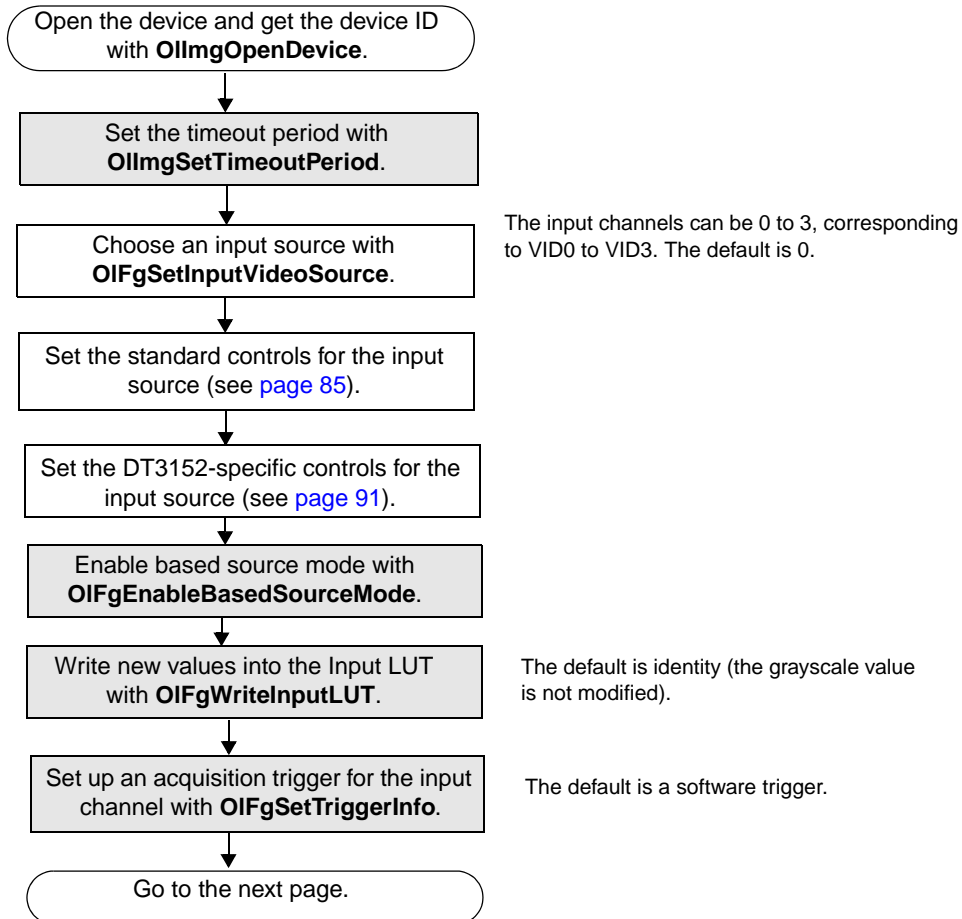 Open the device and get the device ID
with OlImgOpenDevice.
Set the timeout period with
OlImgSetTimeoutPeriod.
Choose an input source with
OlFgSetInputVideoSource.
The input channels can be 0 to 3, corresponding
to VID0 to VID3. The default is 0.
Set the standard controls for the input
source (see page 85).
Set the DT3152-specific controls for the
input source (see page 91).
Enable based source mode with
OlFgEnableBasedSourceMode.
Write new values into the Input LUT
with OlFgWriteInputLUT.
The default is identity (the grayscale value
is not modified).
Set up an acquisition trigger for the input
channel with OlFgSetTriggerInfo.
The default is a software trigger.
Go to the next page.